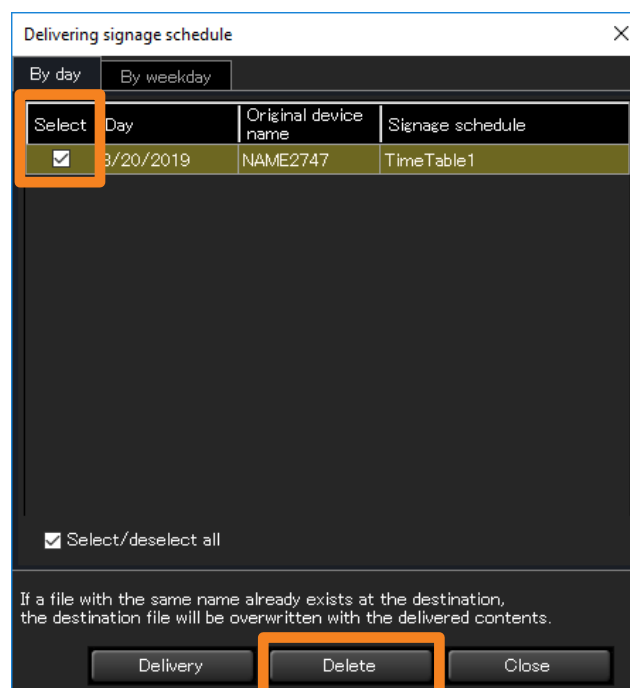 Delivering signage schedule
By day By weekday
Select Day Original device name Signage schedule
/20/2019 NAME2747 TimeTable1
Select/deselect all
If a file with the same name already exists at the destination,
the destination file will be overwritten with the delivered contents.
Delivery Delete Close